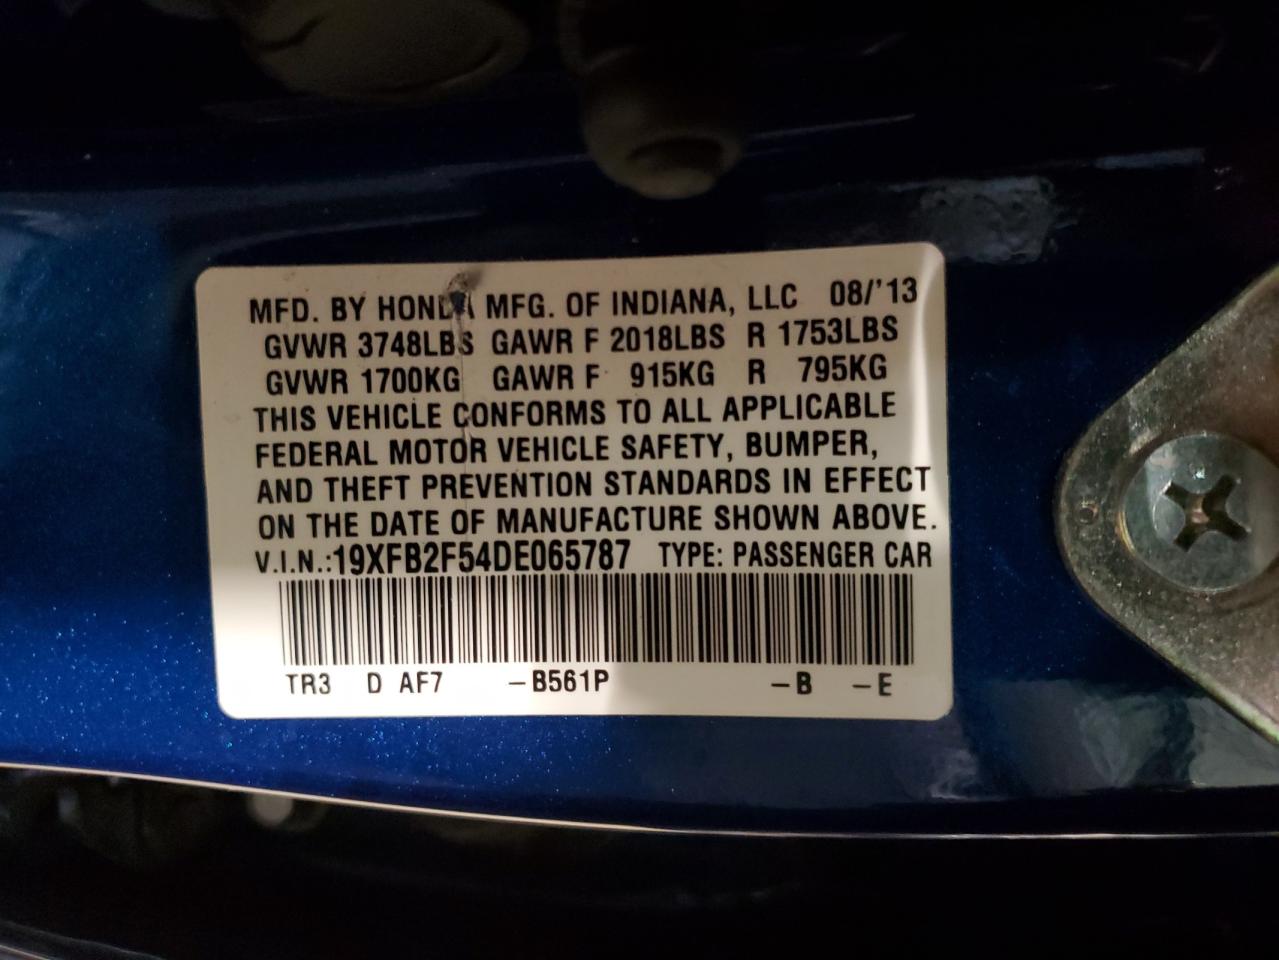 MFD. BY HONDA MFG. OF INDIANA, LLC 08/'13
GVWR 3748LBS GAWR F 2018LBS R 1753LBS
GVWR 1700KG GAWR F 915KG R 795KG
THIS VEHICLE CONFORMS TO ALL APPLICABLE
FEDERAL MOTOR VEHICLE SAFETY, BUMPER,
AND THEFT PREVENTION STANDARDS IN EFFECT
ON THE DATE OF MANUFACTURE SHOWN ABOVE.
V.I.N.:19XFB2F54DE065787 TYPE: PASSENGER CAR
TR3 D AF7 –B561P –B –E